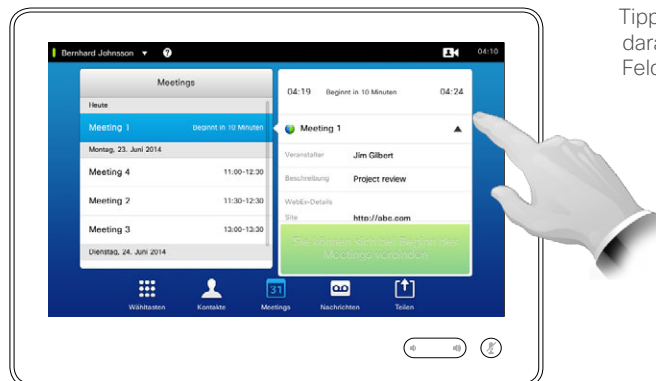 Bernhard Johnsson ▼ ? 04:10
Tipp
dara
Feld
Meetings
Heute
Meeting 1 Beginnt in 10 Minuten
Montag, 23. Juni 2014
Meeting 4 11:00-12:30
Meeting 2 11:30-12:30
Meeting 3 13:00-13:30
Dienstag, 24. Juni 2014
04:19 Beginnt in 10 Minuten 04:24
Meeting 1
Veranstalter Jim Gilbert
Beschreibung Project review
WebEx-Details
Site http://abc.com
Sie können sich bei Beginn des
Meetings verbinden
Wähltasten Kontakte 31 Meetings Nachrichten Teilen